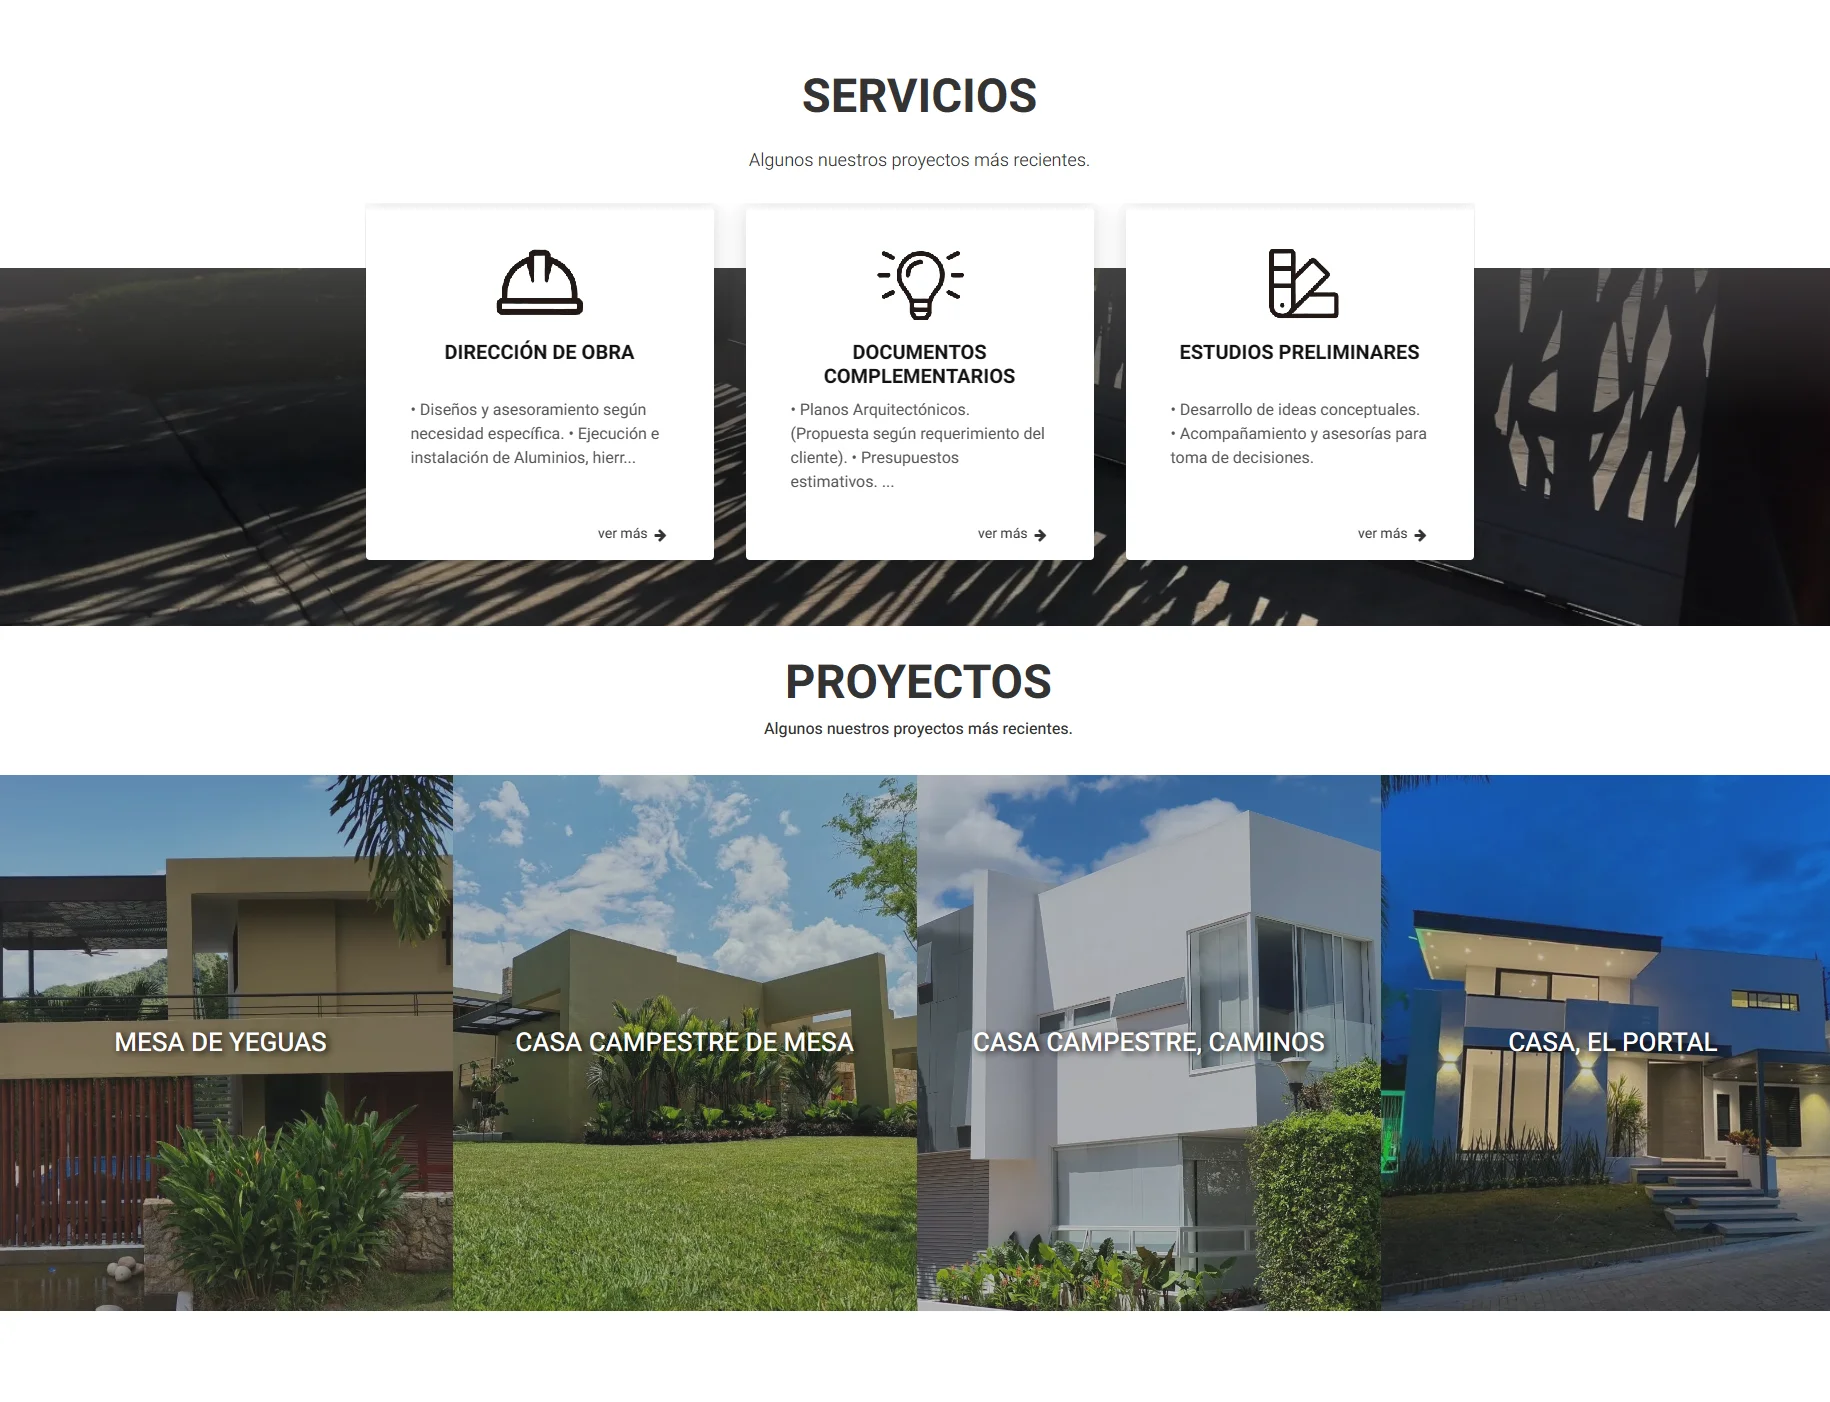 SERVICIOS
Algunos nuestros proyectos más recientes.
DIRECCIÓN DE OBRA
• Diseños y asesoramiento según
necesidad específica. • Ejecución e
instalación de Aluminios, hierr...
ver más
DOCUMENTOS
COMPLEMENTARIOS
• Planos Arquitectónicos.
(Propuesta según requerimiento del
cliente). • Presupuestos
estimativos. ...
ver más
ESTUDIOS PRELIMINARES
• Desarrollo de ideas conceptuales.
• Acompañamiento y asesorías para
toma de decisiones.
ver más
PROYECTOS
Algunos nuestros proyectos más recientes.
MESA DE YEGUAS
CASA CAMPESTRE DE MESA
CASA CAMPESTRE, CAMINOS
CASA, EL PORTAL